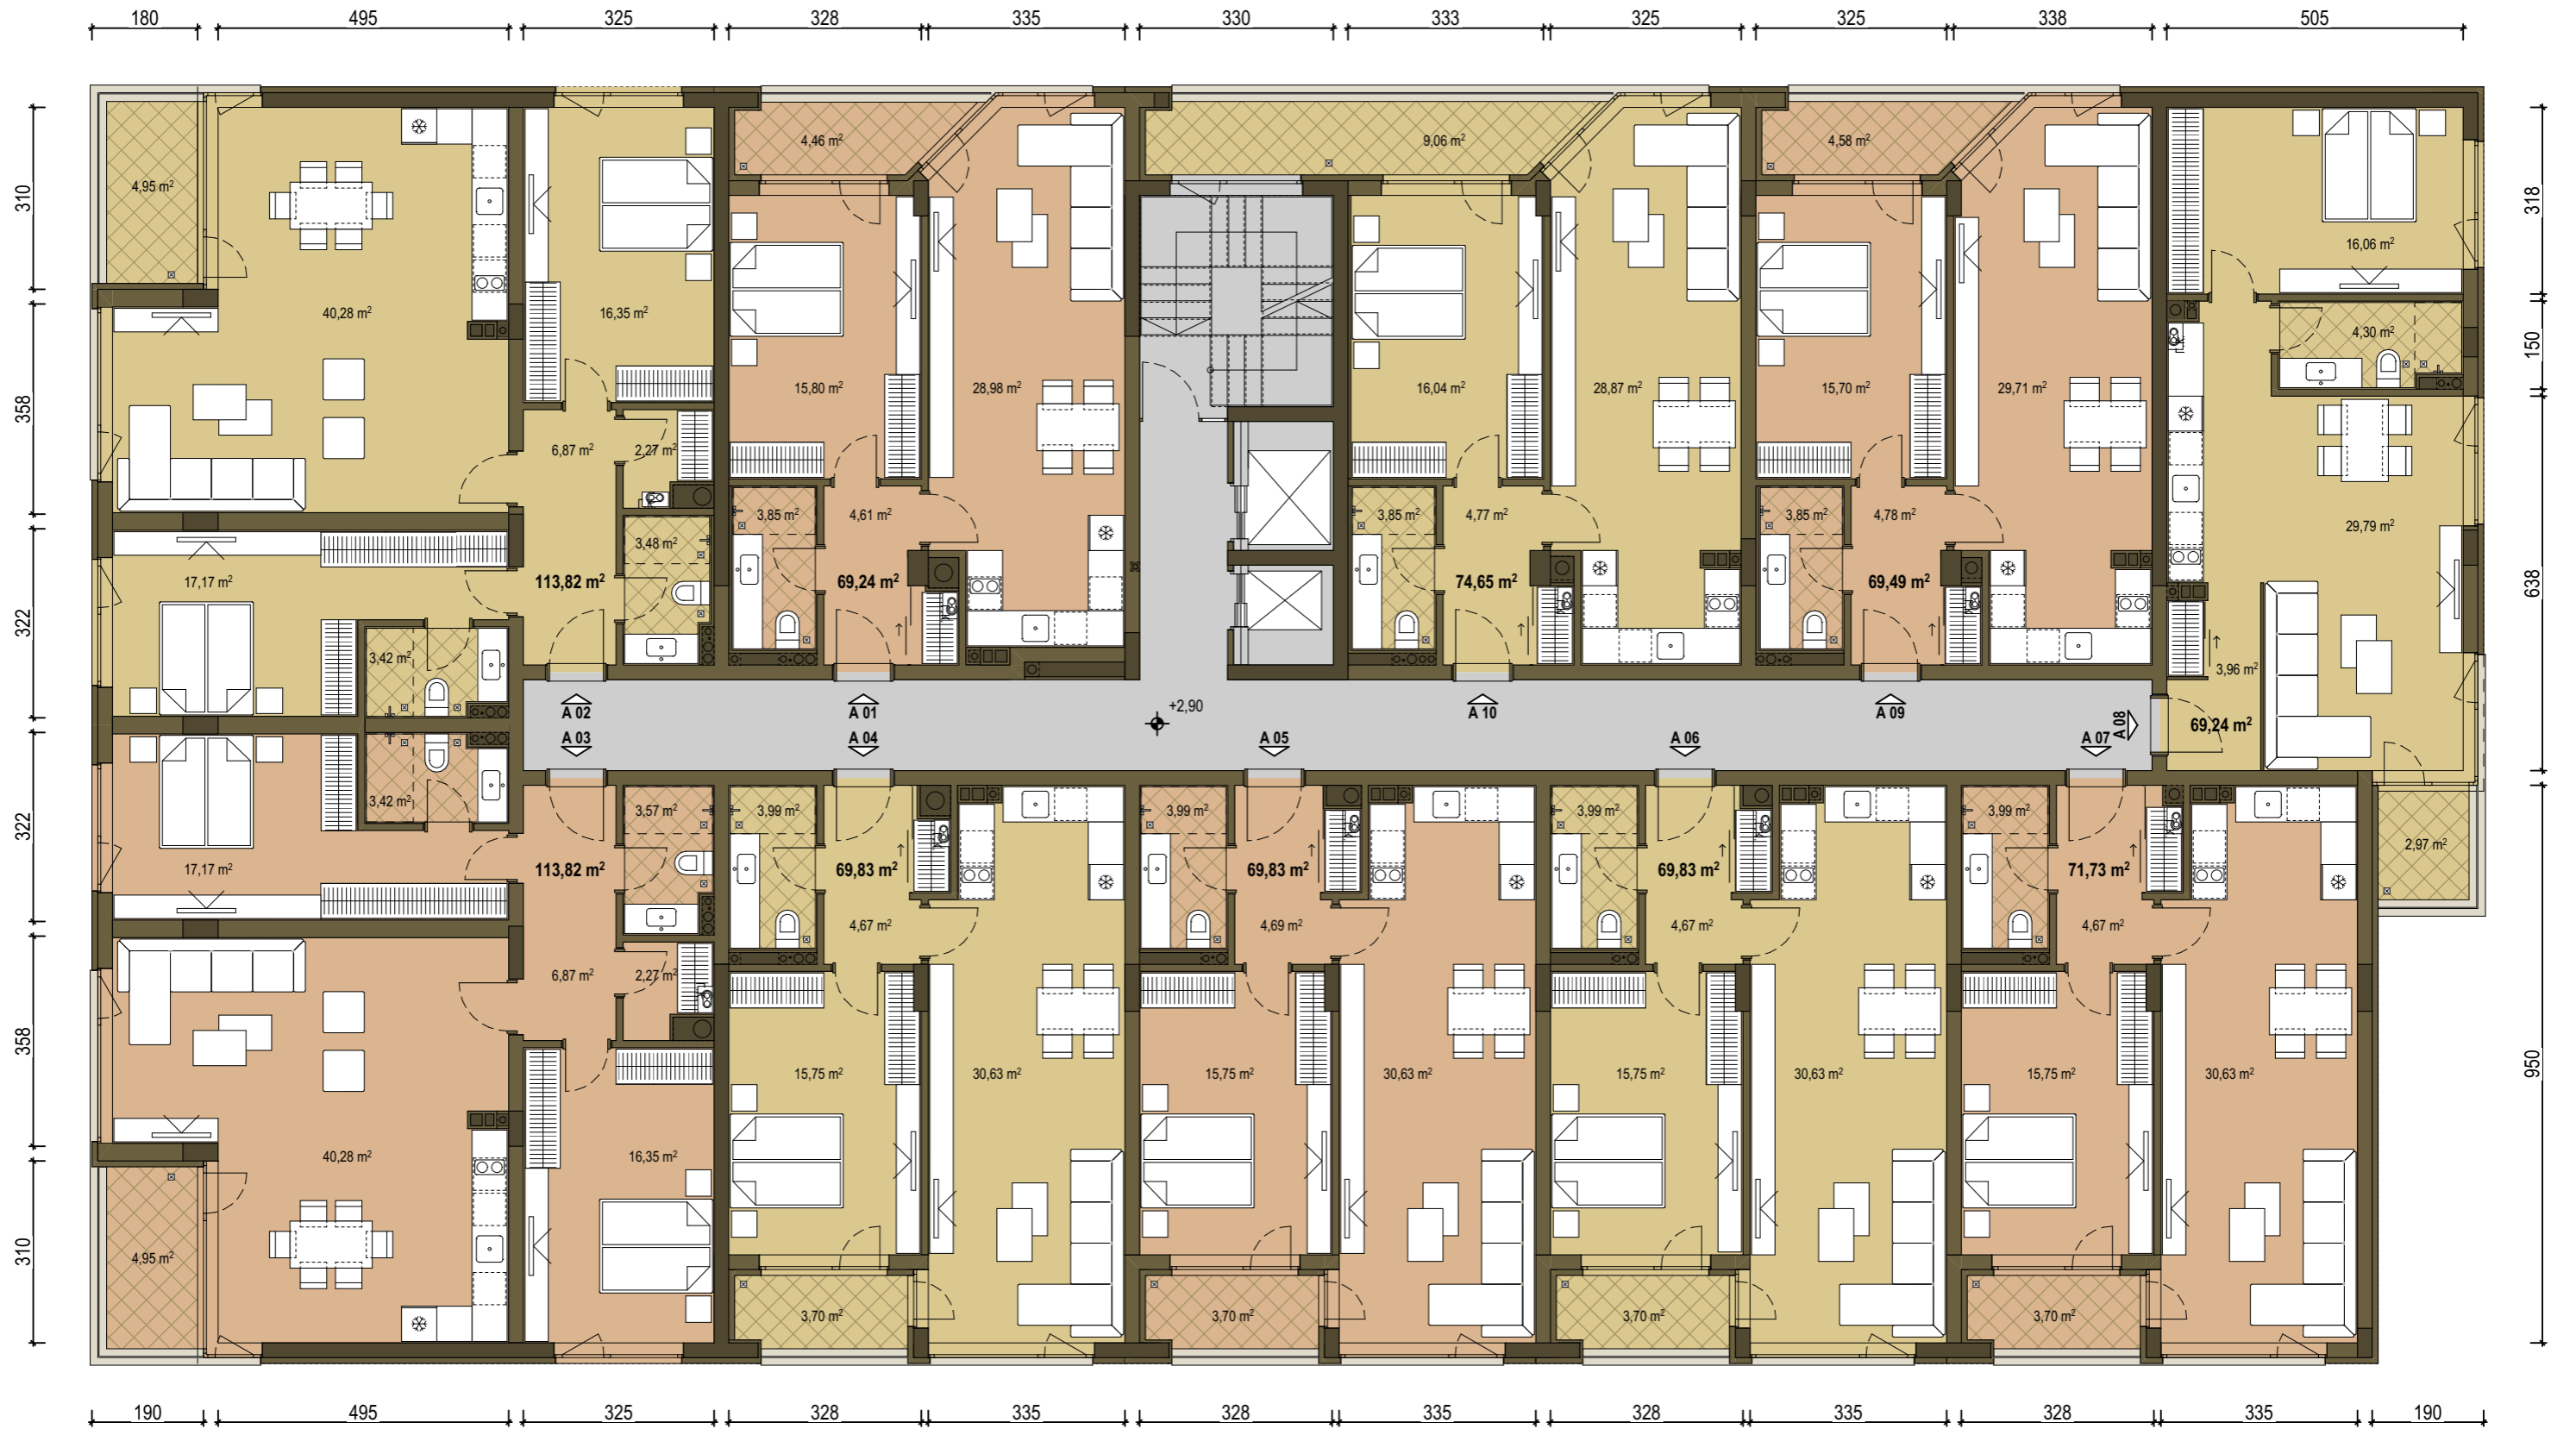 180 495 325 328 335 330 333 325 325 338 505
4,46 m²
9,06 m²
4,58 m²
4,95 m²
310
318
16,06 m²
40,28 m²
16,35 m²
4,30 m²
150
15,80 m²
28,98 m²
16,04 m²
28,87 m²
15,70 m²
29,71 m²
358
6,87 m²
2,27 m²
3,85 m²
4,61 m²
3,85 m²
4,77 m²
3,85 m²
4,78 m²
29,79 m²
3,48 m²
17,17 m²
113,82 m²
69,24 m²
74,65 m²
69,49 m²
638
322
3,42 m²
3,96 m²
+2,90
A 02
A 01
A 10
A 09
A 08
69,24 m²
A 03
A 04
A 05
A 06
A 07
3,42 m²
3,57 m²
3,99 m²
3,99 m²
3,99 m²
3,99 m²
322
2,97 m²
17,17 m²
113,82 m²
69,83 m²
69,83 m²
69,83 m²
71,73 m²
4,67 m²
4,69 m²
4,67 m²
4,67 m²
6,87 m²
2,27 m²
358
950
15,75 m²
30,63 m²
15,75 m²
30,63 m²
15,75 m²
30,63 m²
15,75 m²
30,63 m²
40,28 m²
16,35 m²
310
4,95 m²
3,70 m²
3,70 m²
3,70 m²
3,70 m²
190 495 325 328 335 328 335 328 335 328 335 190